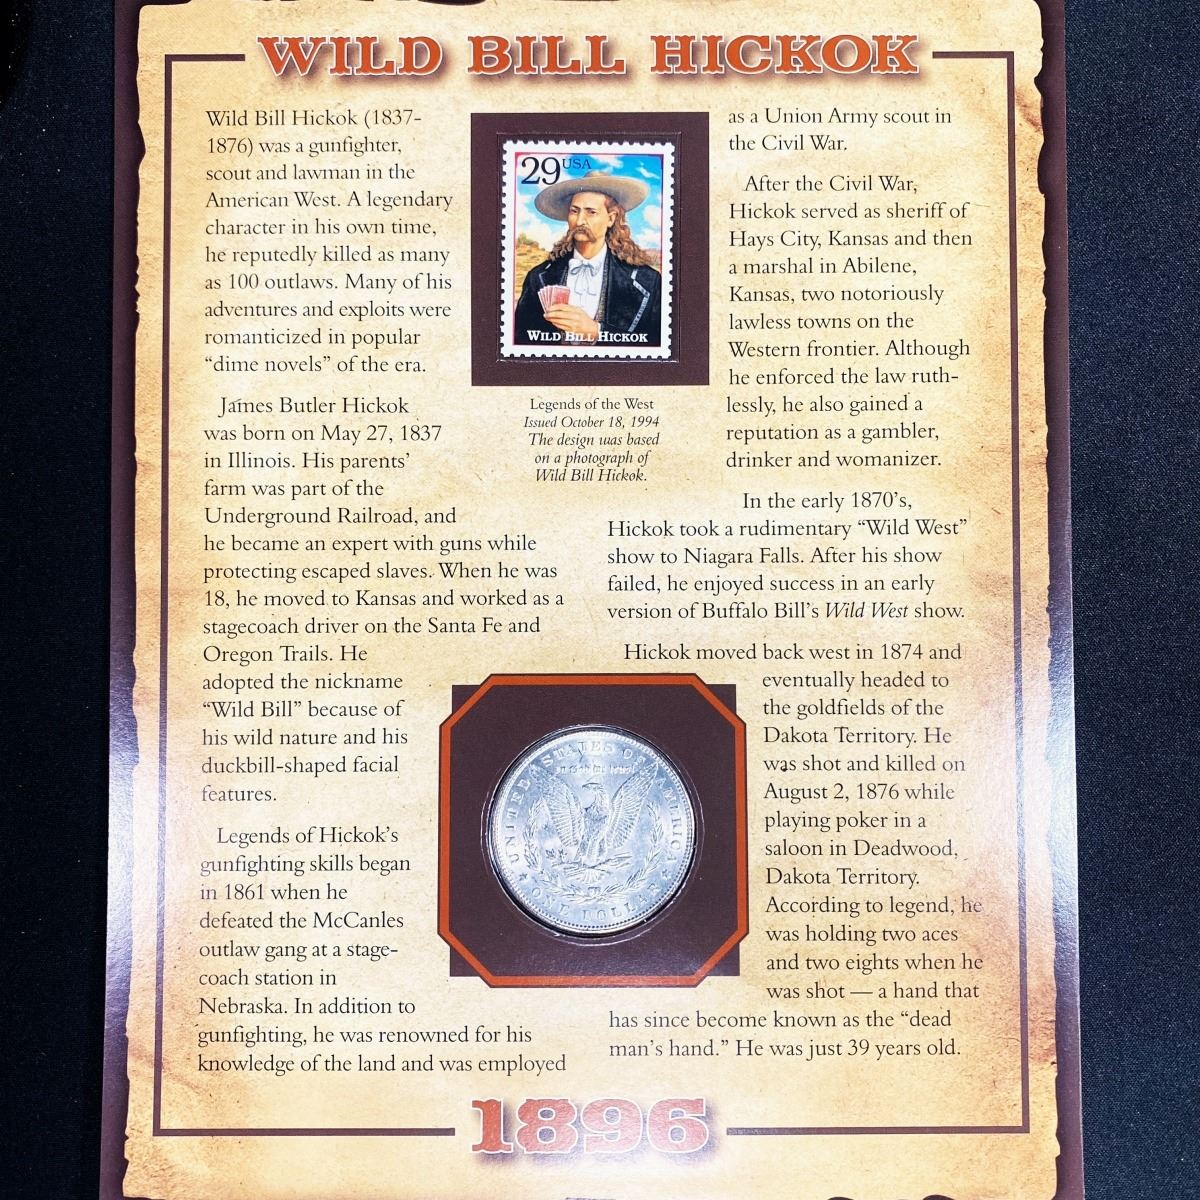 WILD BILL HICKOK
Wild Bill Hickok (1837-
1876) was a gunfighter,
scout and lawman in the
American West. A legendary
character in his own time,
he reputedly killed as many
as 100 outlaws. Many of his
adventures and exploits were
romanticized in popular
“dime novels” of the era.
James Butler Hickok
was born on May 27, 1837
in Illinois. His parents’
farm was part of the
Underground Railroad, and
he became an expert with guns while
protecting escaped slaves. When he was
18, he moved to Kansas and worked as a
stagecoach driver on the Santa Fe and
Oregon Trails. He
adopted the nickname
“Wild Bill” because of
his wild nature and his
duckbill-shaped facial
features.
Legends of Hickok’s
gunfighting skills began
in 1861 when he
defeated the McCanles
outlaw gang at a stage-
coach station in
Nebraska. In addition to
gunfighting, he was renowned for his
knowledge of the land and was employed
29 USA
WILD BILL HICKOK
Legends of the West
Issued October 18, 1994
The design was based
on a photograph of
Wild Bill Hickok.
as a Union Army scout in
the Civil War.
After the Civil War,
Hickok served as sheriff of
Hays City, Kansas and then
a marshal in Abilene,
Kansas, two notoriously
lawless towns on the
Western frontier. Although
he enforced the law ruth-
lessly, he also gained a
reputation as a gambler,
drinker and womanizer.
In the early 1870’s,
Hickok took a rudimentary “Wild West”
show to Niagara Falls. After his show
failed, he enjoyed success in an early
version of Buffalo Bill’s Wild West show.
Hickok moved back west in 1874 and
eventually headed to
the goldfields of the
Dakota Territory. He
was shot and killed on
August 2, 1876 while
playing poker in a
saloon in Deadwood,
Dakota Territory.
According to legend, he
was holding two aces
and two eights when he
was shot — a hand that
has since become known as the “dead
man’s hand.” He was just 39 years old.
UNITED STATES OF AMERICA
ONE DOLLAR
1896